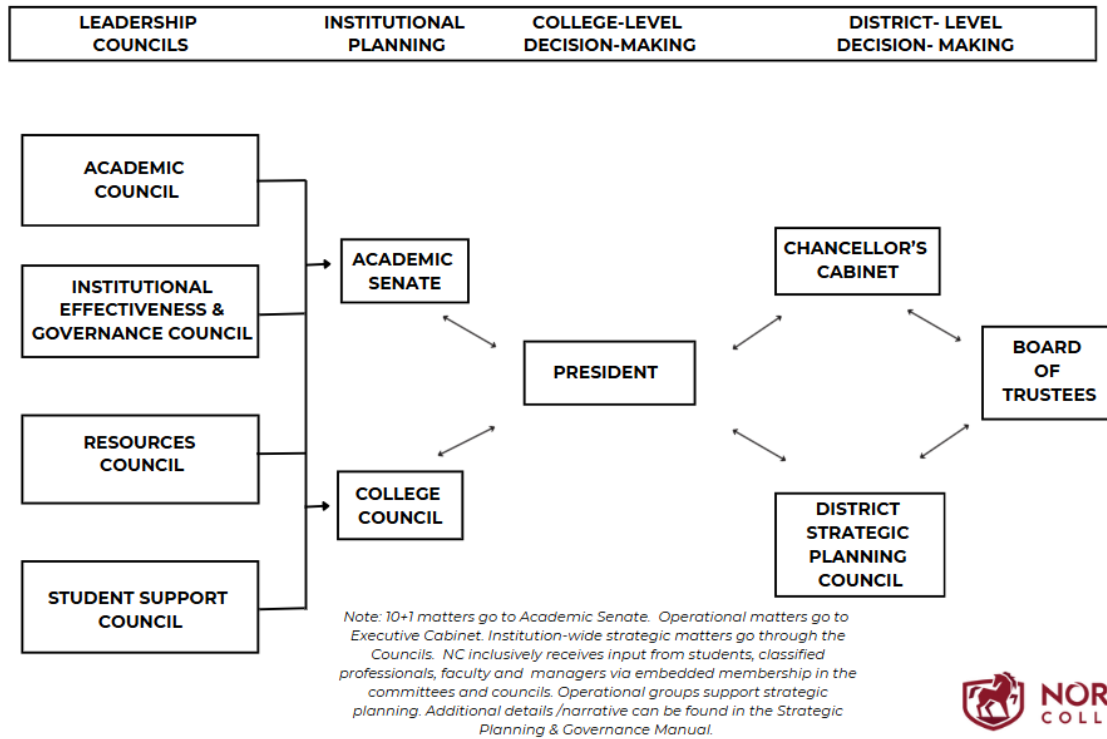 LEADERSHIP
COUNCILS
INSTITUTIONAL
PLANNING
COLLEGE-LEVEL
DECISION-MAKING
DISTRICT- LEVEL
DECISION- MAKING
ACADEMIC
COUNCIL
INSTITUTIONAL
EFFECTIVENESS &
GOVERNANCE COUNCIL
RESOURCES
COUNCIL
STUDENT SUPPORT
COUNCIL
ACADEMIC
SENATE
COLLEGE
COUNCIL
PRESIDENT
CHANCELLOR'S
CABINET
DISTRICT
STRATEGIC
PLANNING
COUNCIL
BOARD
OF
TRUSTEES
Note: 10+1 matters go to Academic Senate. Operational matters go to
Executive Cabinet. Institution-wide strategic matters go through the
Councils. NC inclusively receives input from students, classified
professionals, faculty and managers via embedded membership in the
committees and councils. Operational groups support strategic
planning. Additional details /narrative can be found in the Strategic
Planning & Governance Manual.